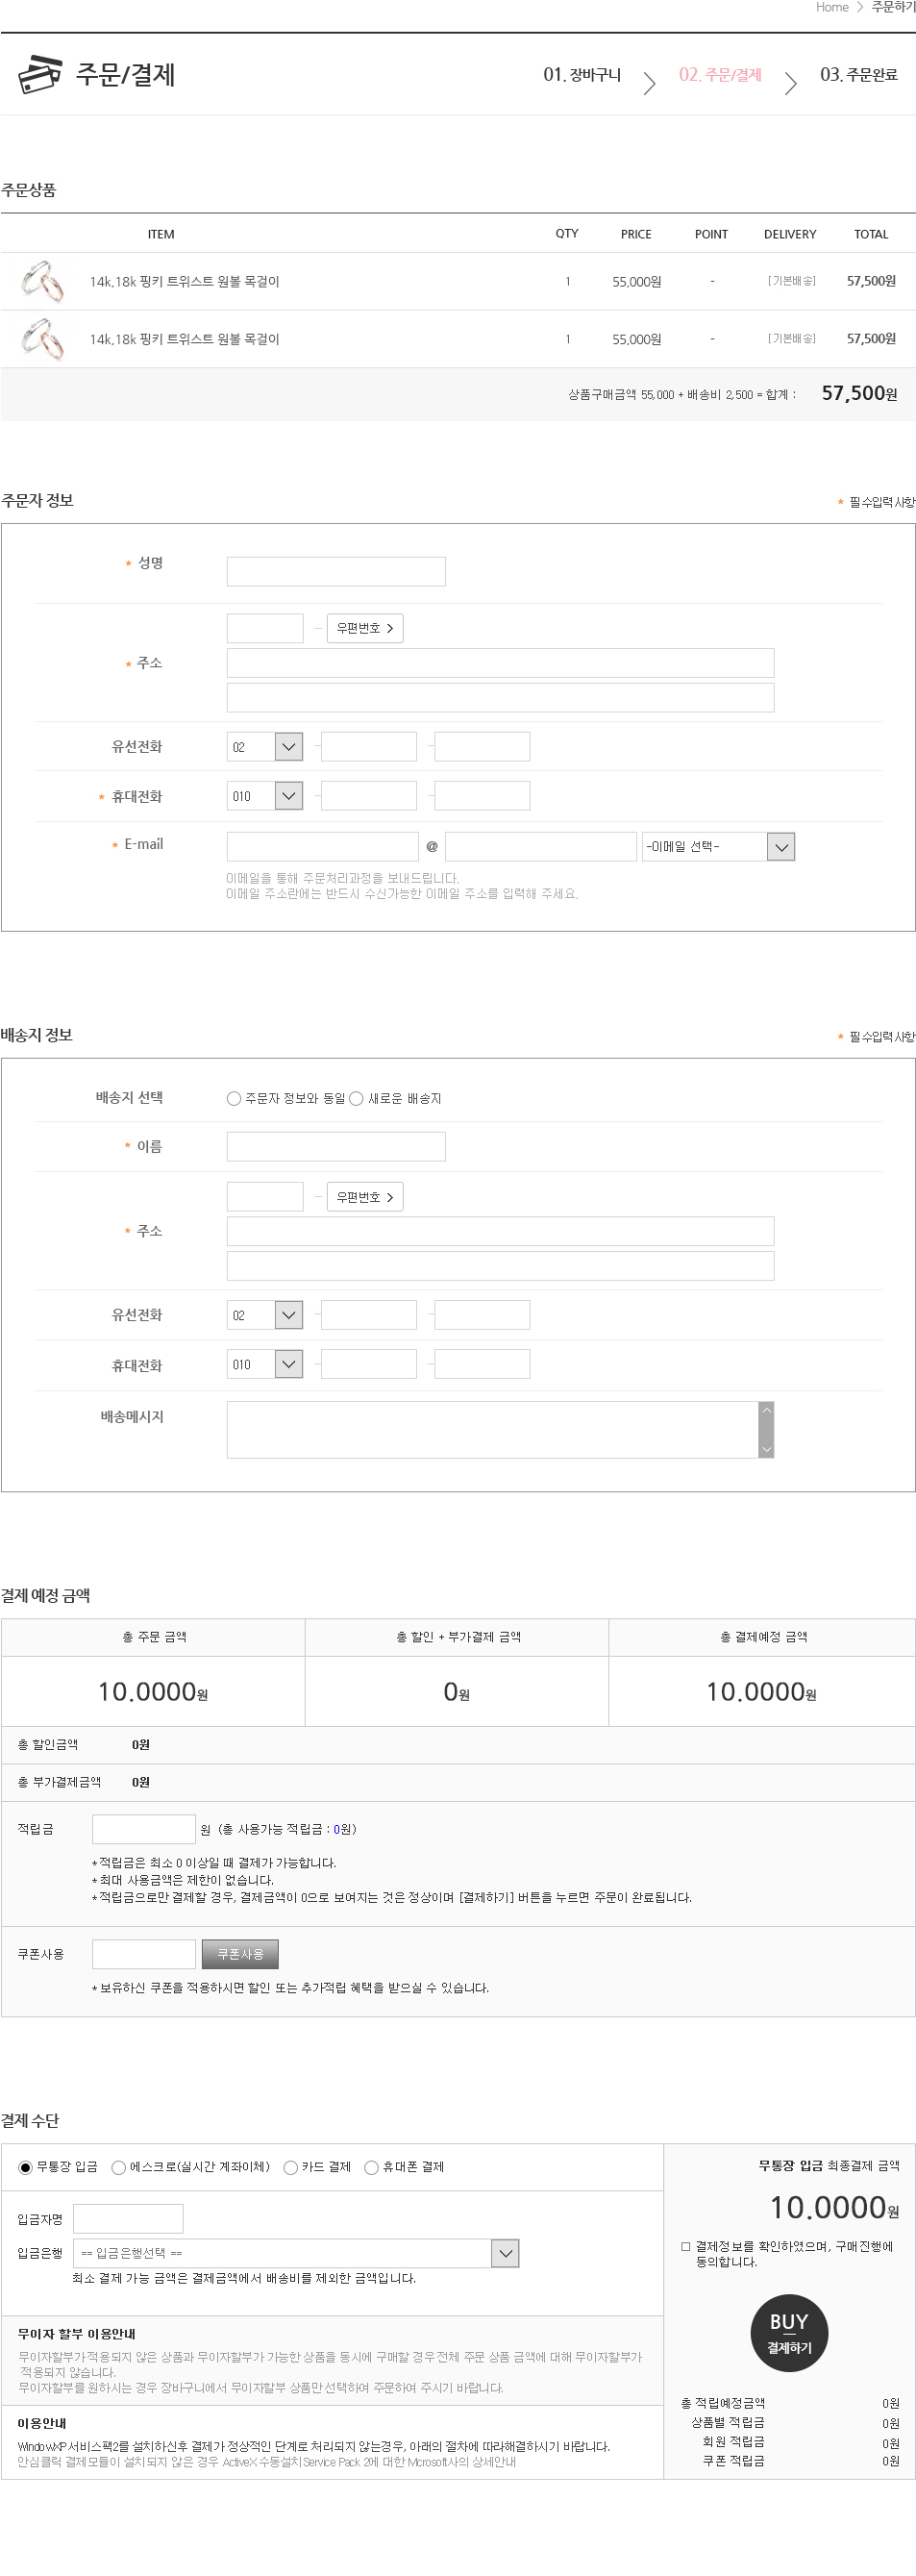 Home > 주문하기
주문/결제
01. 장바구니 > 02. 주문/결제 > 03. 주문완료
주문상품
ITEM QTY PRICE POINT DELIVERY TOTAL
14k.18k 핑키 트위스트 원볼 목걸이 1 55,000원 - [기본배송] 57,500원
14k.18k 핑키 트위스트 원볼 목걸이 1 55,000원 - [기본배송] 57,500원
상품구매금액 55,000 + 배송비 2,500 = 합계 : 57,500원
주문자 정보 * 필수입력사항
* 성명
– 우편번호 >
* 주소
유선전화 02 – –
* 휴대전화 010 – –
* E-mail @ -이메일 선택-
이메일을 통해 주문처리과정을 보내드립니다.
이메일 주소란에는 반드시 수신가능한 이메일 주소를 입력해 주세요.
배송지 정보 * 필수입력사항
배송지 선택 주문자 정보와 동일 새로운 배송지
* 이름
– 우편번호 >
* 주소
유선전화 02 – –
휴대전화 010 – –
배송메시지
결제 예정 금액
총 주문 금액 총 할인 + 부가결제 금액 총 결제예정 금액
10.0000원 0원 10.0000원
총 할인금액 0원
총 부가결제금액 0원
적립금 원 (총 사용가능 적립금 : 0원)
* 적립금은 최소 0 이상일 때 결제가 가능합니다.
* 최대 사용금액은 제한이 없습니다.
* 적립금으로만 결제할 경우, 결제금액이 0으로 보여지는 것은 정상이며 [결제하기] 버튼을 누르면 주문이 완료됩니다.
쿠폰사용 쿠폰사용
* 보유하신 쿠폰을 적용하시면 할인 또는 추가적립 혜택을 받으실 수 있습니다.
결제 수단
무통장 입금 에스크로(실시간 계좌이체) 카드 결제 휴대폰 결제
입금자명
입금은행 == 입금은행선택 ==
최소 결제 가능 금액은 결제금액에서 배송비를 제외한 금액입니다.
무이자 할부 이용안내
무이자할부가 적용되지 않은 상품과 무이자할부가 가능한 상품을 동시에 구매할 경우 전체 주문 상품 금액에 대해 무이자할부가
적용되지 않습니다.
무이자할부를 원하시는 경우 장바구니에서 무이자할부 상품만 선택하여 주문하여 주시기 바랍니다.
이용안내
WindowXP 서비스팩2를 설치하신후 결제가 정상적인 단계로 처리되지 않는경우, 아래의 절차에 따라해결하시기 바랍니다.
안심클릭 결제모듈이 설치되지 않은 경우 ActiveX 수동설치Service Pack 2에 대한 Microsoft사의 상세안내
무통장 입금 최종결제 금액
10.0000원
결제정보를 확인하였으며, 구매진행에
동의합니다.
BUY
결제하기
총 적립예정금액 0원
상품별 적립금 0원
회원 적립금 0원
쿠폰 적립금 0원